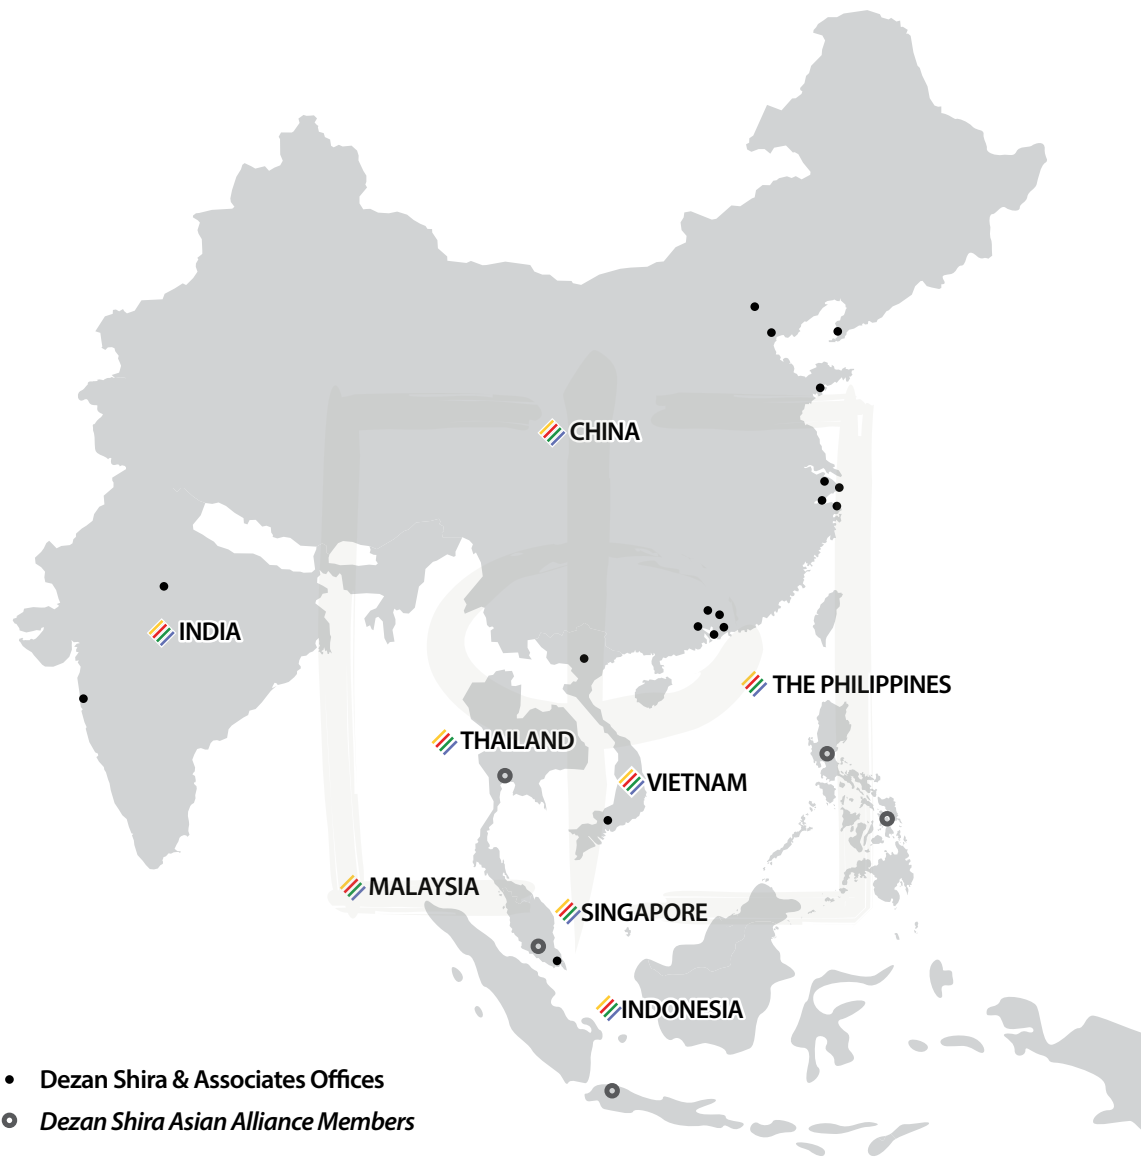 CHINA
INDIA
THE PHILIPPINES
THAILAND
VIETNAM
MALAYSIA
SINGAPORE
INDONESIA
Dezan Shira & Associates Offices
Dezan Shira Asian Alliance Members